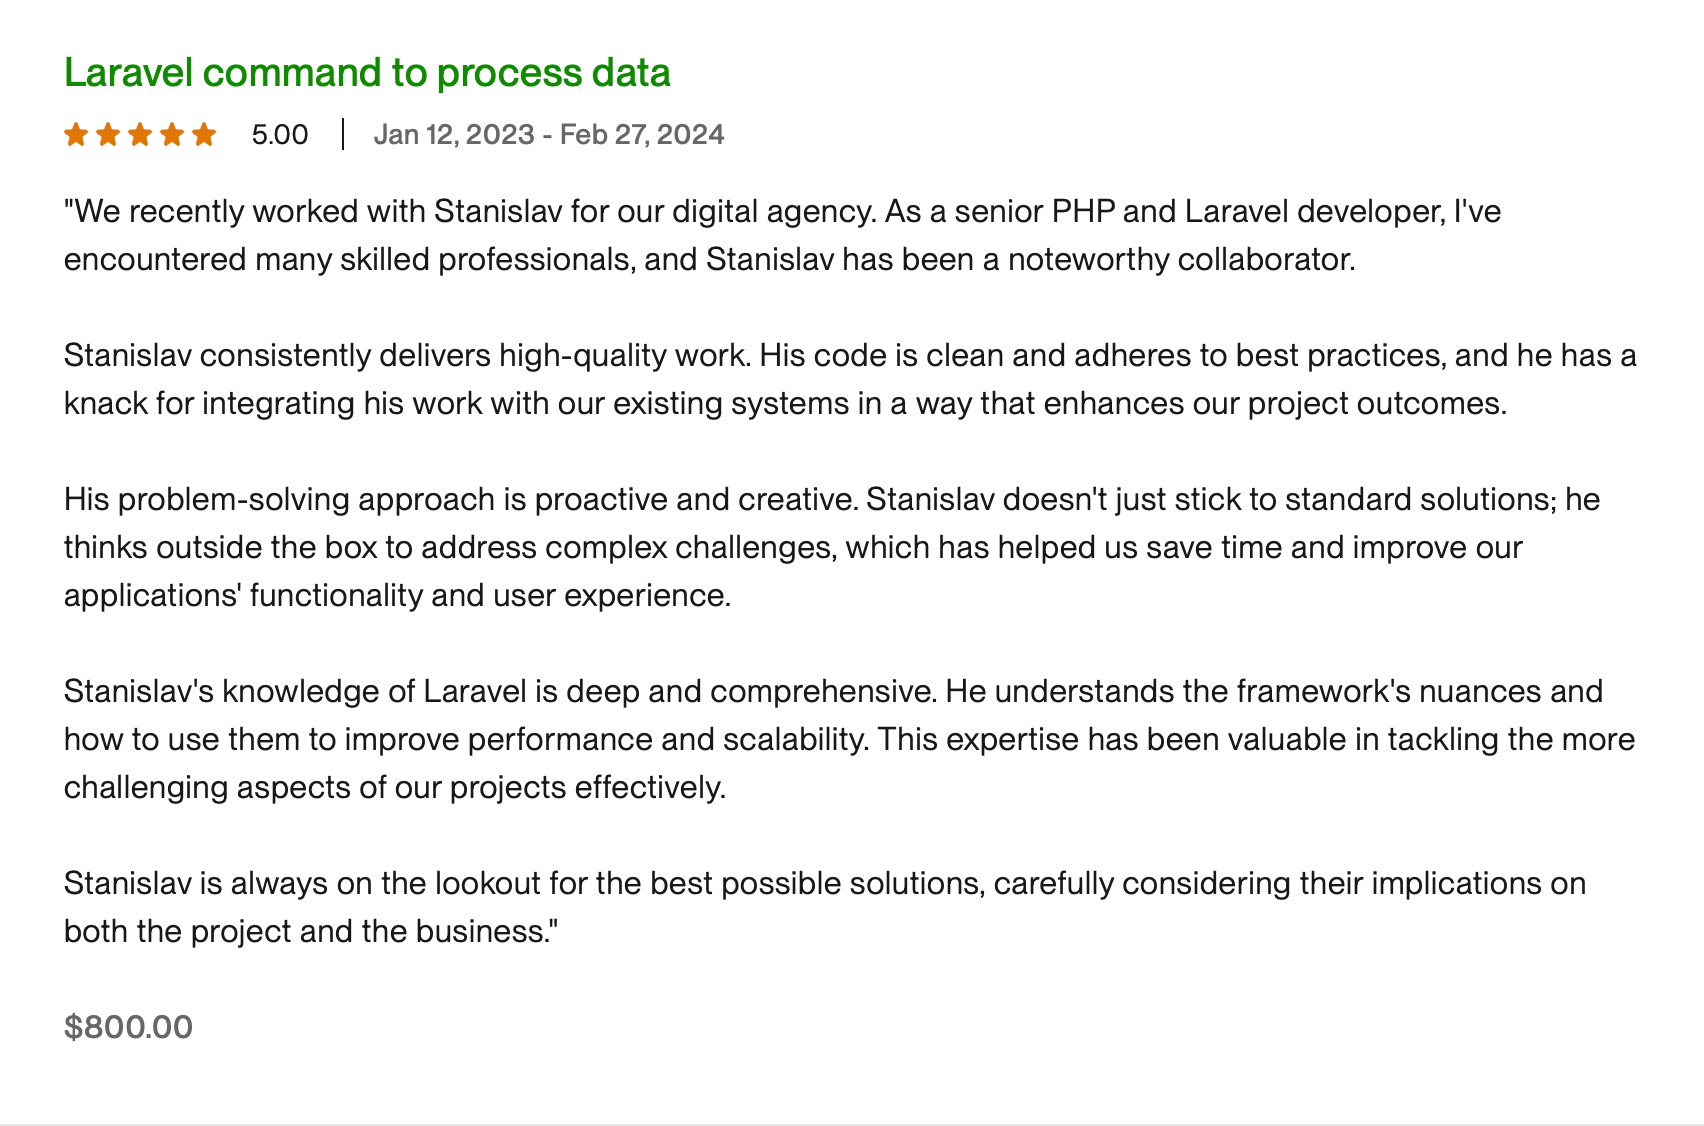 Laravel command to process data
5.00 | Jan 12, 2023 - Feb 27, 2024
"We recently worked with Stanislav for our digital agency. As a senior PHP and Laravel developer, I've
encountered many skilled professionals, and Stanislav has been a noteworthy collaborator.
Stanislav consistently delivers high-quality work. His code is clean and adheres to best practices, and he has a
knack for integrating his work with our existing systems in a way that enhances our project outcomes.
His problem-solving approach is proactive and creative. Stanislav doesn't just stick to standard solutions; he
thinks outside the box to address complex challenges, which has helped us save time and improve our
applications' functionality and user experience.
Stanislav's knowledge of Laravel is deep and comprehensive. He understands the framework's nuances and
how to use them to improve performance and scalability. This expertise has been valuable in tackling the more
challenging aspects of our projects effectively.
Stanislav is always on the lookout for the best possible solutions, carefully considering their implications on
both the project and the business."
$800.00